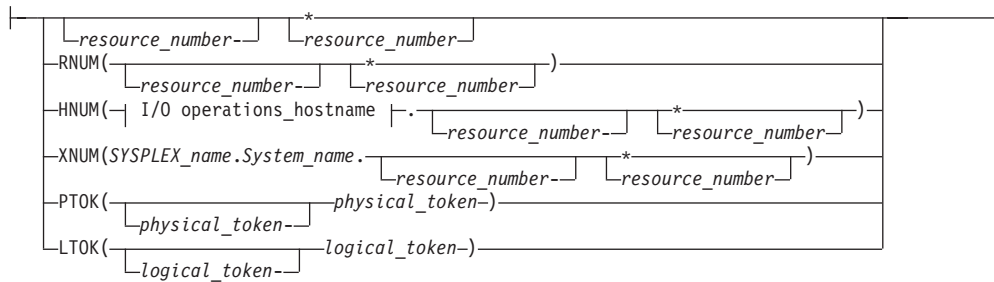 *
resource_number- resource_number
RNUM( * )
resource_number- resource_number
HNUM( I/O operations_hostname . * )
resource_number- resource_number
XNUM(SYSPLEX_name.System_name. * )
resource_number- resource_number
PTOK( physical_token )
physical_token-
LTOK( logical_token )
logical_token-